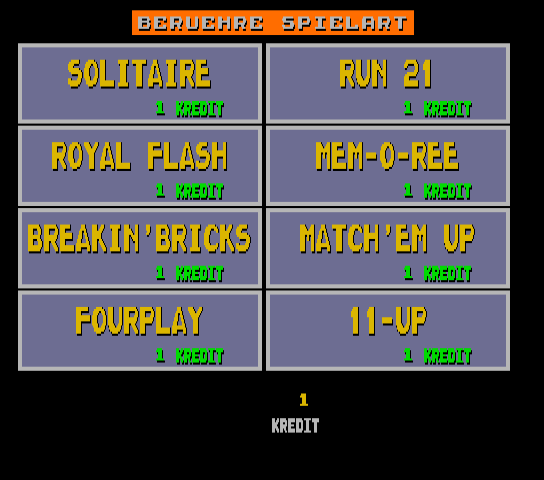 BERUEHRE SPIELART
SOLITAIRE
1 KREDIT
RUN 21
1 KREDIT
ROYAL FLASH
1 KREDIT
MEM-O-REE
1 KREDIT
BREAKIN'BRICKS
1 KREDIT
MATCH'EM UP
1 KREDIT
FOURPLAY
1 KREDIT
11-UP
1 KREDIT
1
KREDIT